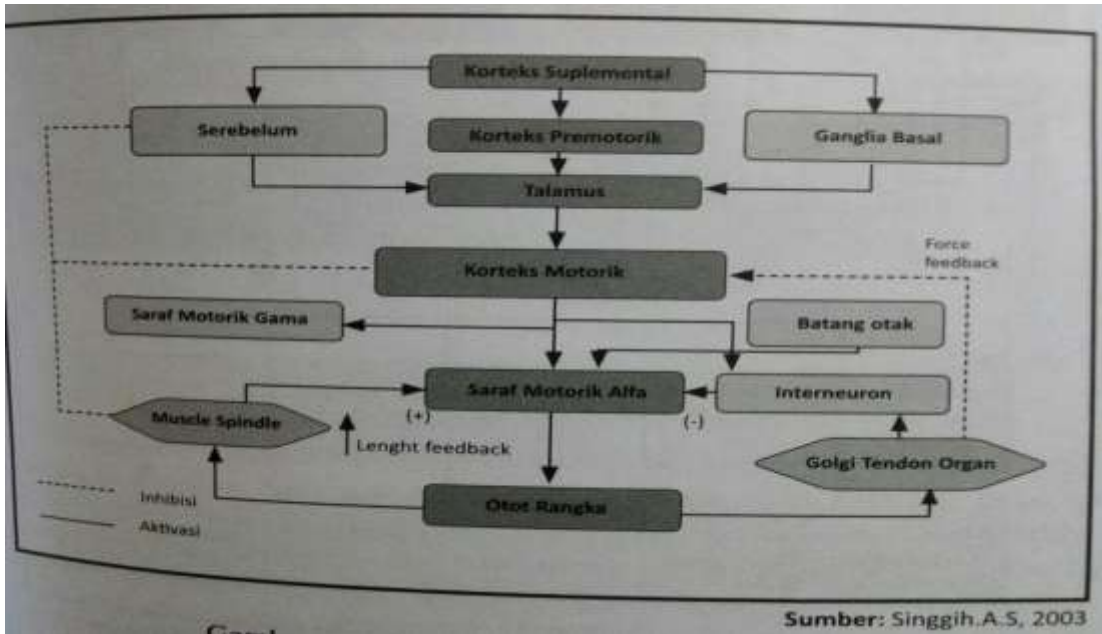 Korteks Suplemental
Serebelum
Korteks Premotorik
Ganglia Basal
Talamus
Force
feedback
Korteks Motorik
Saraf Motorik Gama
Batang otak
Saraf Motorik Alfa
Interneuron
(+)
(-)
Muscle Spindle
Lenght feedback
Golgi Tendon Organ
Inhibisi
Otot Rangka
Aktivasi
Sumber: Singgih.A.S, 2003